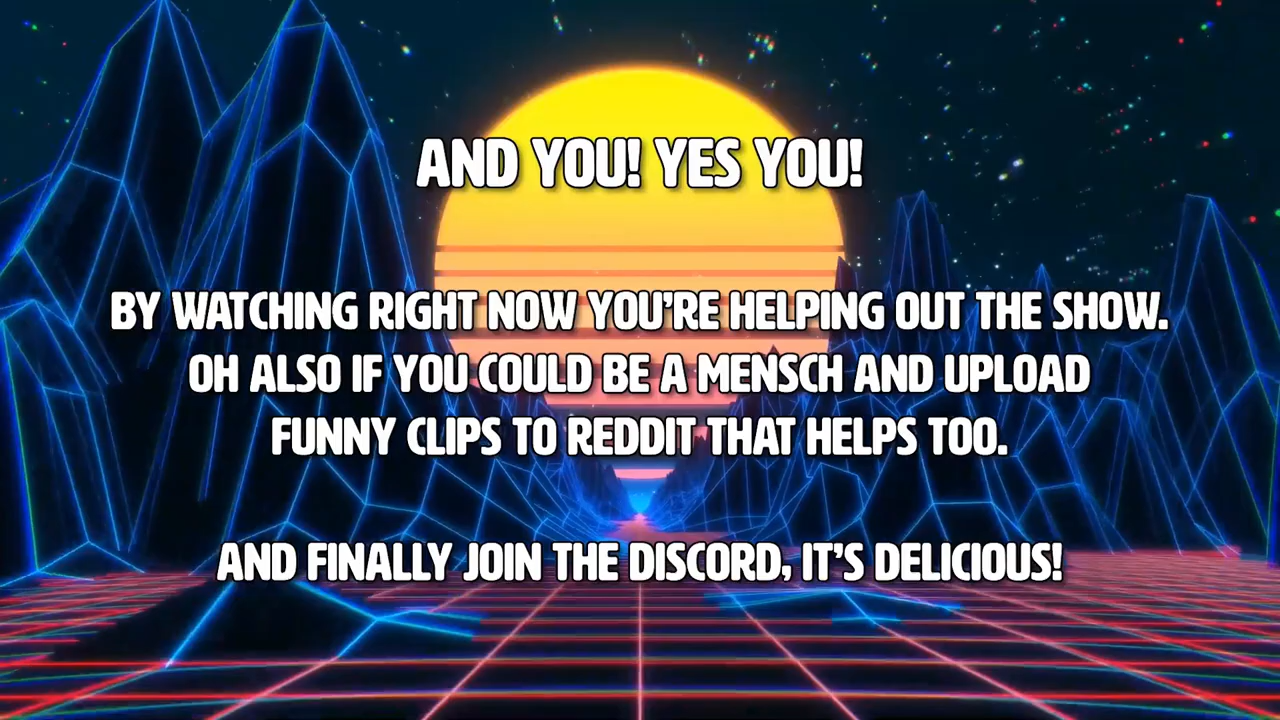 AND YOU! YES YOU!
BY WATCHING RIGHT NOW YOU'RE HELPING OUT THE SHOW.
OH ALSO IF YOU COULD BE A MENSCH AND UPLOAD
FUNNY CLIPS TO REDDIT THAT HELPS TOO.
AND FINALLY JOIN THE DISCORD, IT'S DELICIOUS!